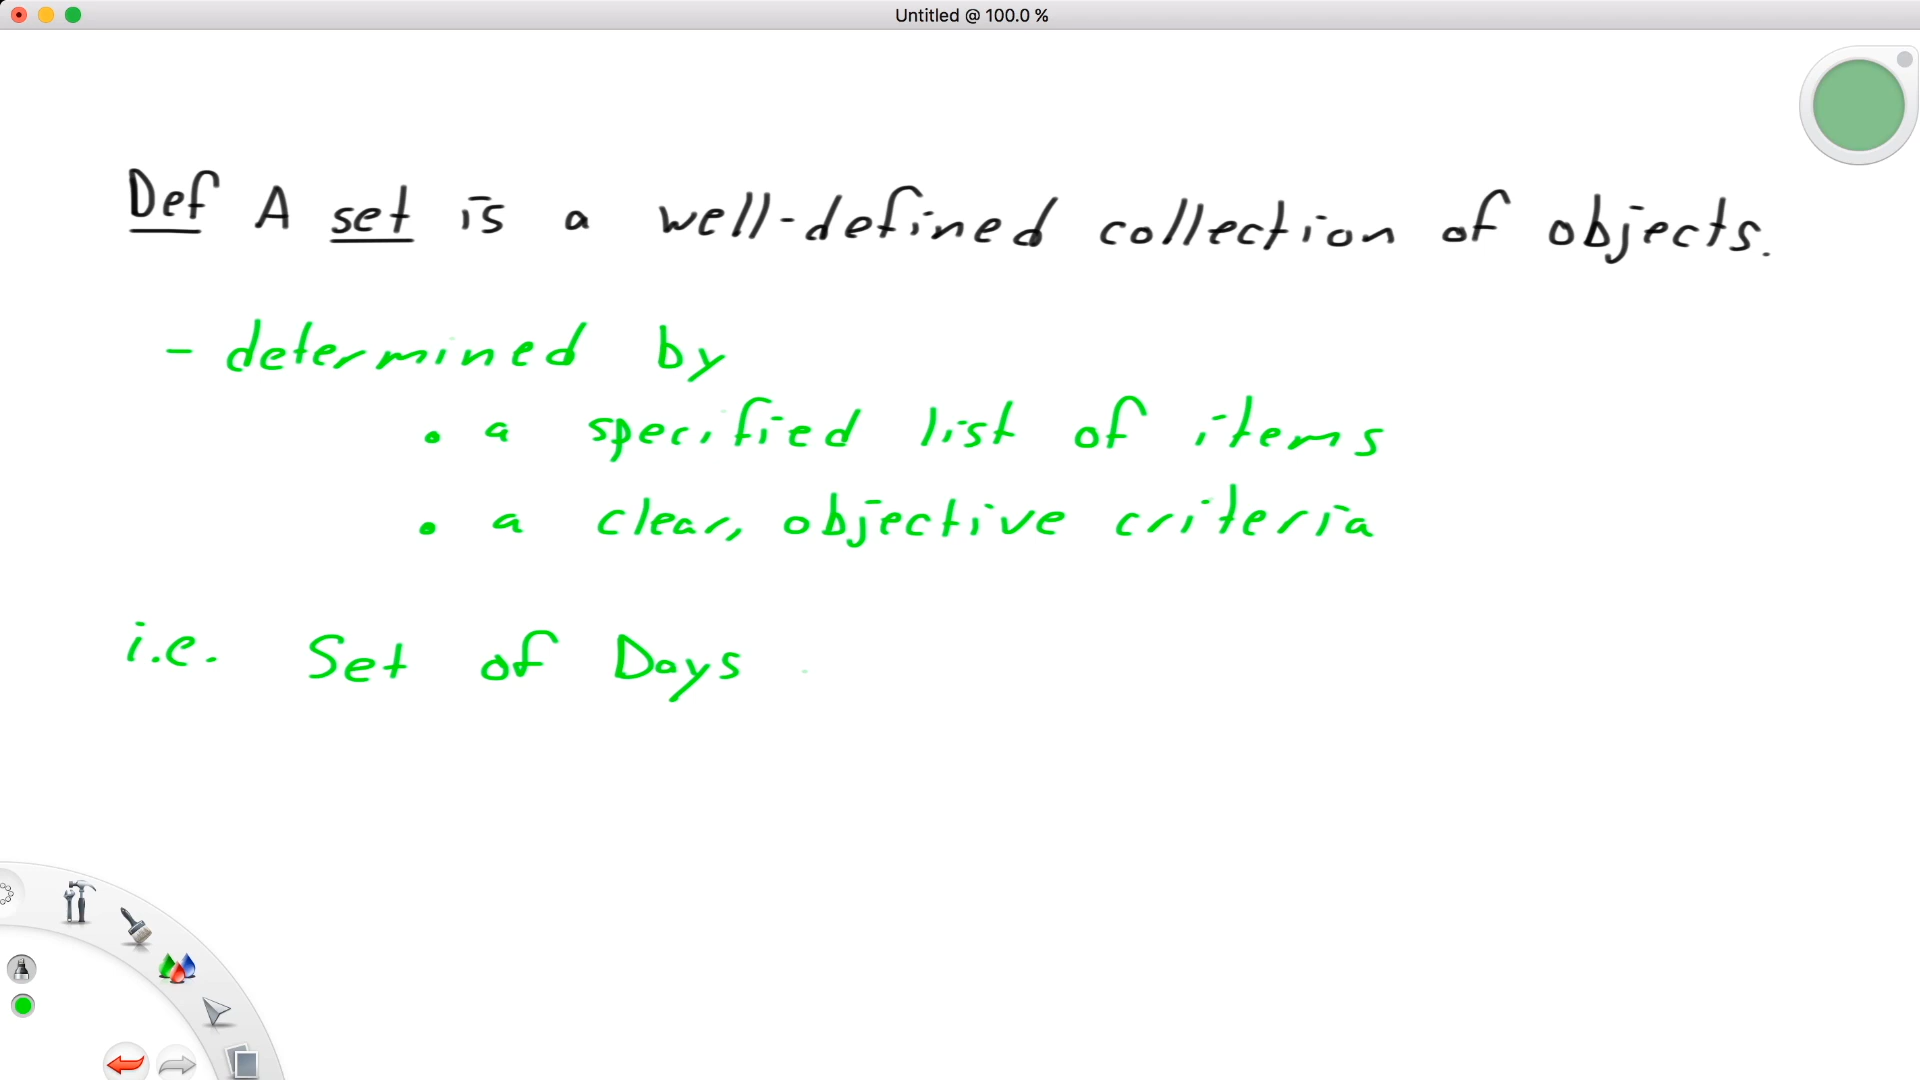 Untitled @ 100.0 %
Def A set is a well-defined collection of objects.
- determined by
• a specified list of items
• a clear, objective criteria
i.e. Set of Days